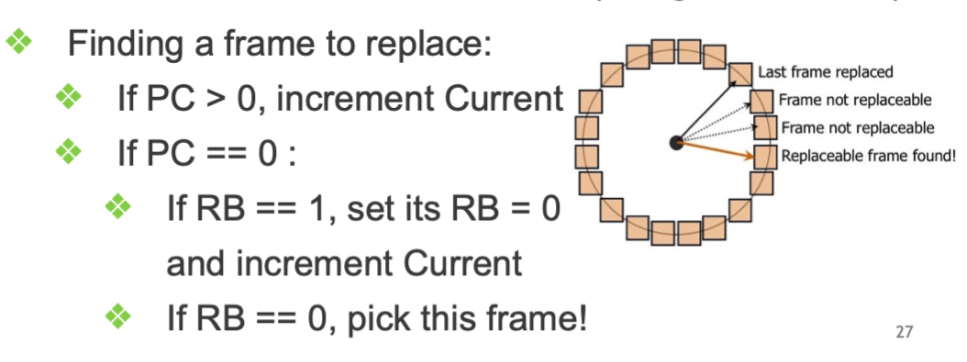 Finding a frame to replace:
If PC > 0, increment Current
If PC == 0 :
If RB == 1, set its RB = 0
and increment Current
If RB == 0, pick this frame!
Last frame replaced
Frame not replaceable
Frame not replaceable
Replaceable frame found!
27